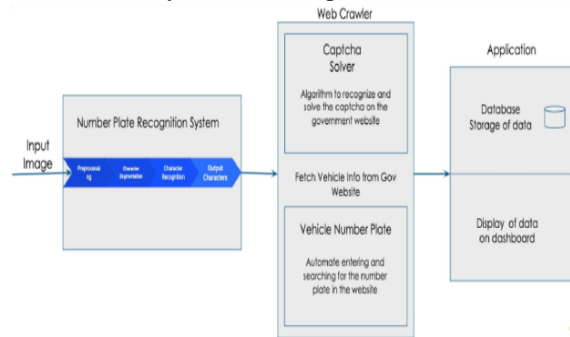 Web Crawler
Captcha
Solver
Algorithm to recognize and
solve the captcha on the
government website
Application
Number Plate Recognition System
Database
Storage of data
Input
Image
Preprocessi
ng
Character
Segmentation
Character
Recognition
Output
Characters
Fetch Vehicle Info from Gov
Website
Vehicle Number Plate
Automate entering and
searching for the number
plate in the website
Display of data
on dashboard